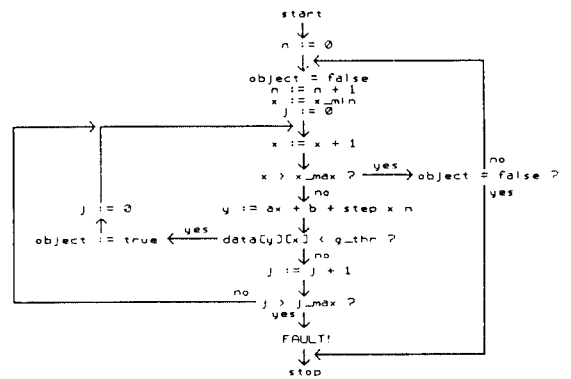 start
n := 0
object = false
n := n + 1
x := x_min
j := 0
x := x + 1
x > x_max ?
yes
object = false ?
no
yes
no
j := 0
y := ax + b + step x n
object := true
yes
data[y][x] < g_thr ?
no
j := j + 1
no
j > j_max ?
yes
FAULT!
stop